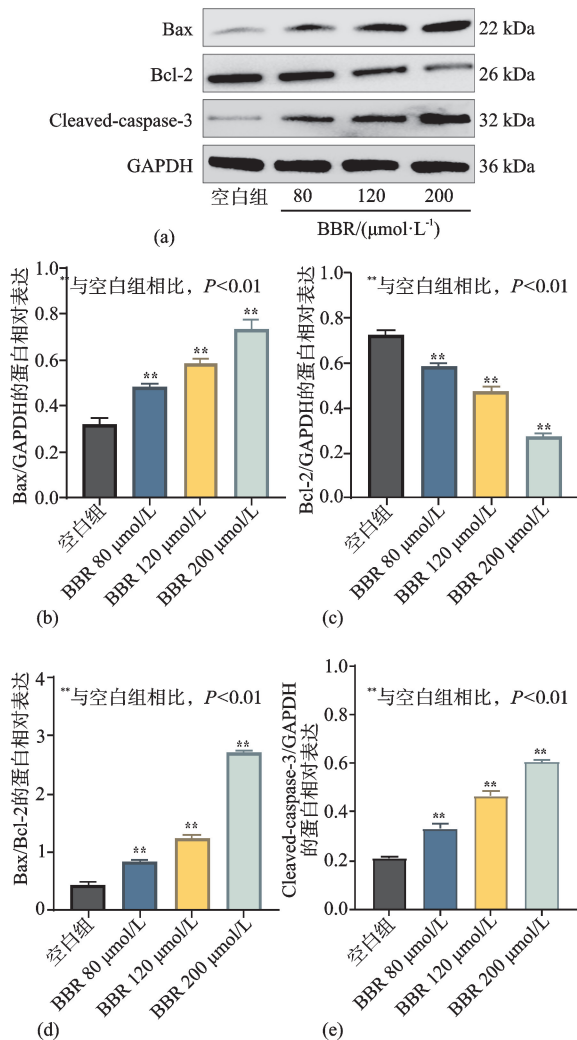 Bax 22 kDa
Bcl-2 26 kDa
Cleaved-caspase-3 32 kDa
GAPDH 36 kDa
空白组 80 120 200
BBR/(μmol·L⁻¹)
(a)
Bax/GAPDH的蛋白相对表达
1.0
0.8
0.6
0.4
0.2
0.0
**与空白组相比，P<0.01
**
**
**
空白组
BBR 80 μmol/L
BBR 120 μmol/L
BBR 200 μmol/L
(b)
Bcl-2/GAPDH的蛋白相对表达
1.0
0.8
0.6
0.4
0.2
0.0
**与空白组相比，P<0.01
**
**
**
空白组
BBR 80 μmol/L
BBR 120 μmol/L
BBR 200 μmol/L
(c)
Bax/Bcl-2的蛋白相对表达
4
3
2
1
0
**与空白组相比，P<0.01
**
**
**
空白组
BBR 80 μmol/L
BBR 120 μmol/L
BBR 200 μmol/L
(d)
Cleaved-caspase-3/GAPDH
的蛋白相对表达
1.0
0.8
0.6
0.4
0.2
0.0
**与空白组相比，P<0.01
**
**
**
空白组
BBR 80 μmol/L
BBR 120 μmol/L
BBR 200 μmol/L
(e)